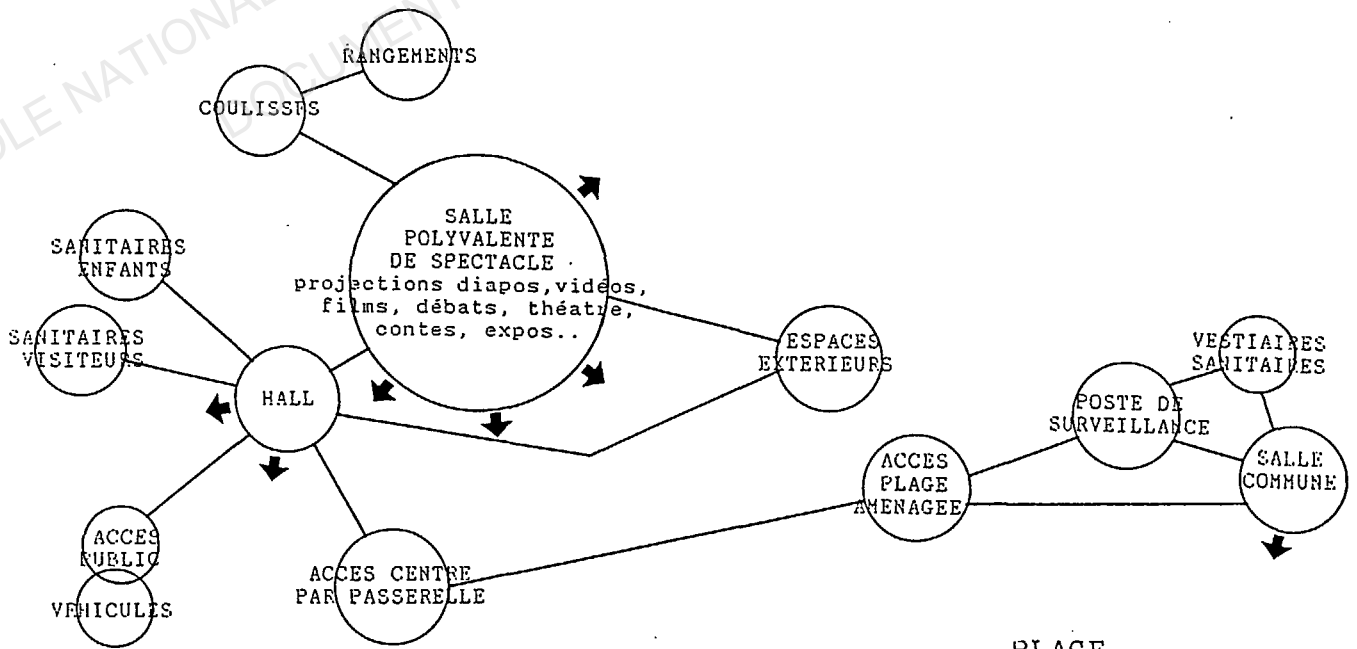 RANGEMENTS
COULISSES
SALLE
POLYVALENTE
DE SPECTACLE
projections diapos, vidéos,
films, débats, théatre,
contes, expos..
SANITAIRES
ENFANTS
SANITAIRES
VISITEURS
HALL
ESPACES
EXTERIEURS
VESTIAIRES
SANITAIRES
POSTE DE
SURVEILLANCE
SALLE
COMMUNE
ACCES
PLAGE
AMENAGEE
ACCES
PUBLIC
VEHICULES
ACCES CENTRE
PAR PASSERELLE
PLAGE